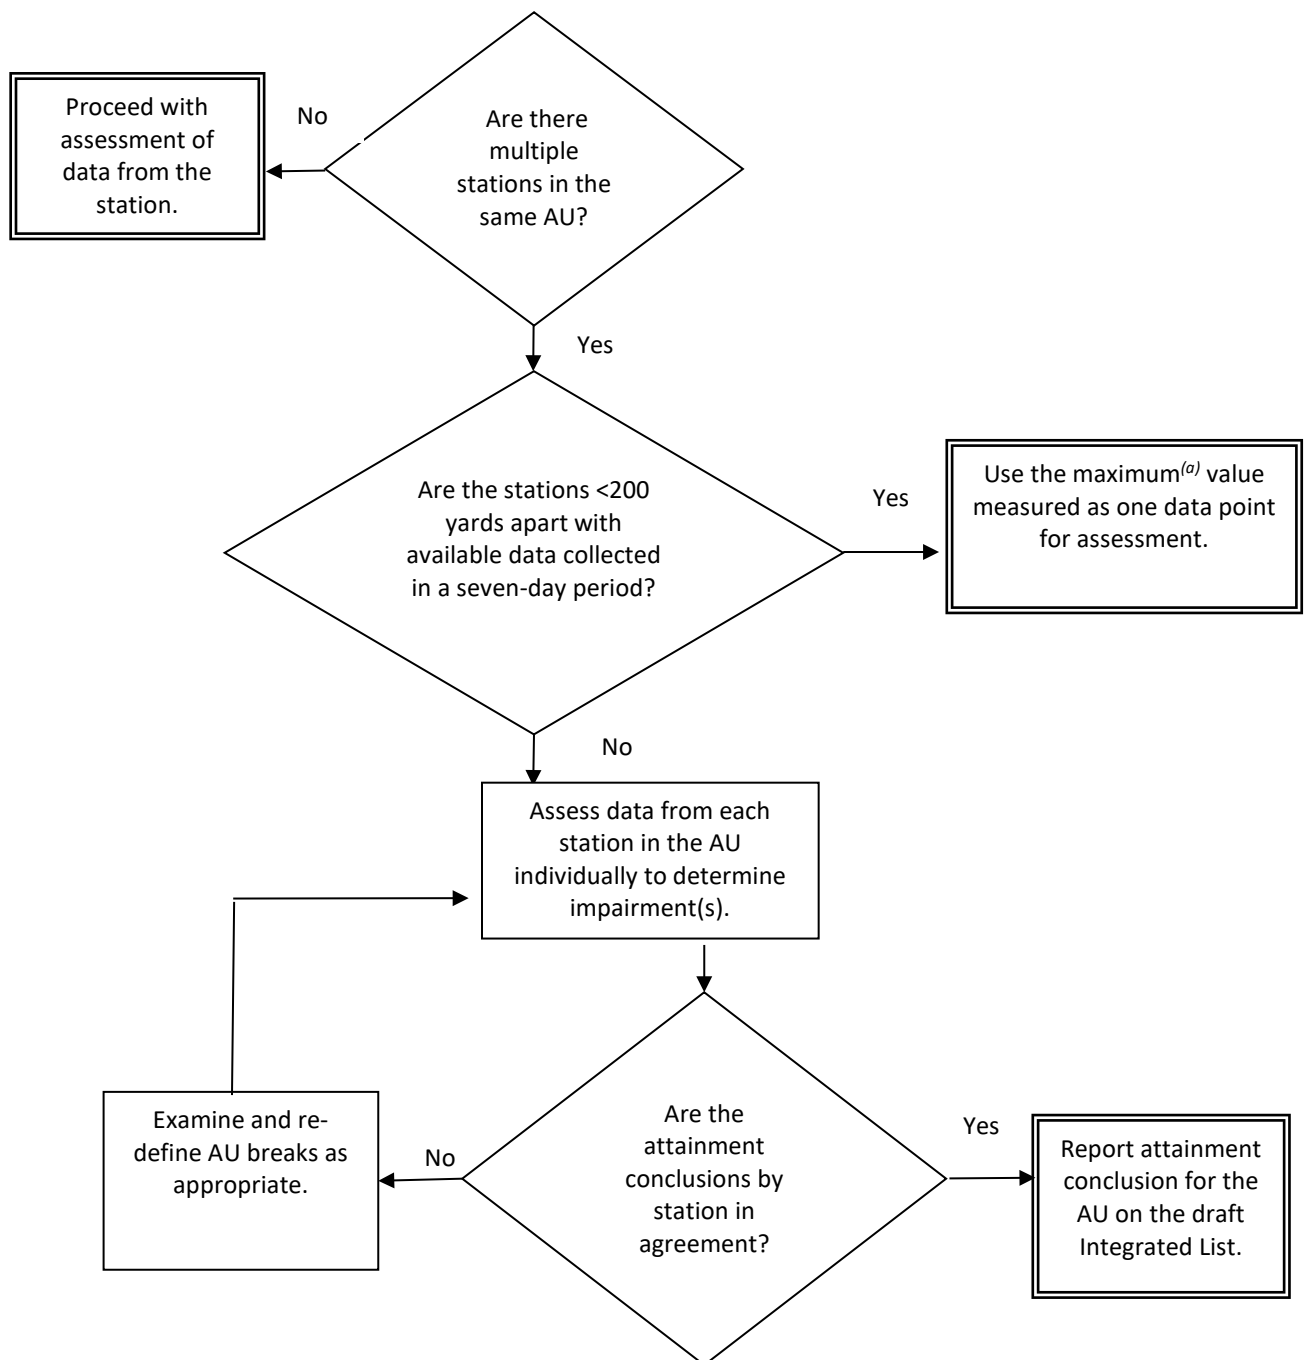 Proceed with
assessment of
data from the
station.
No
Are there
multiple
stations in the
same AU?
Yes
Are the stations <200
yards apart with
available data collected
in a seven-day period?
Yes
Use the maximum(a) value
measured as one data point
for assessment.
No
Assess data from each
station in the AU
individually to determine
impairment(s).
Examine and re-
define AU breaks as
appropriate.
No
Are the
attainment
conclusions by
station in
agreement?
Yes
Report attainment
conclusion for the
AU on the draft
Integrated List.